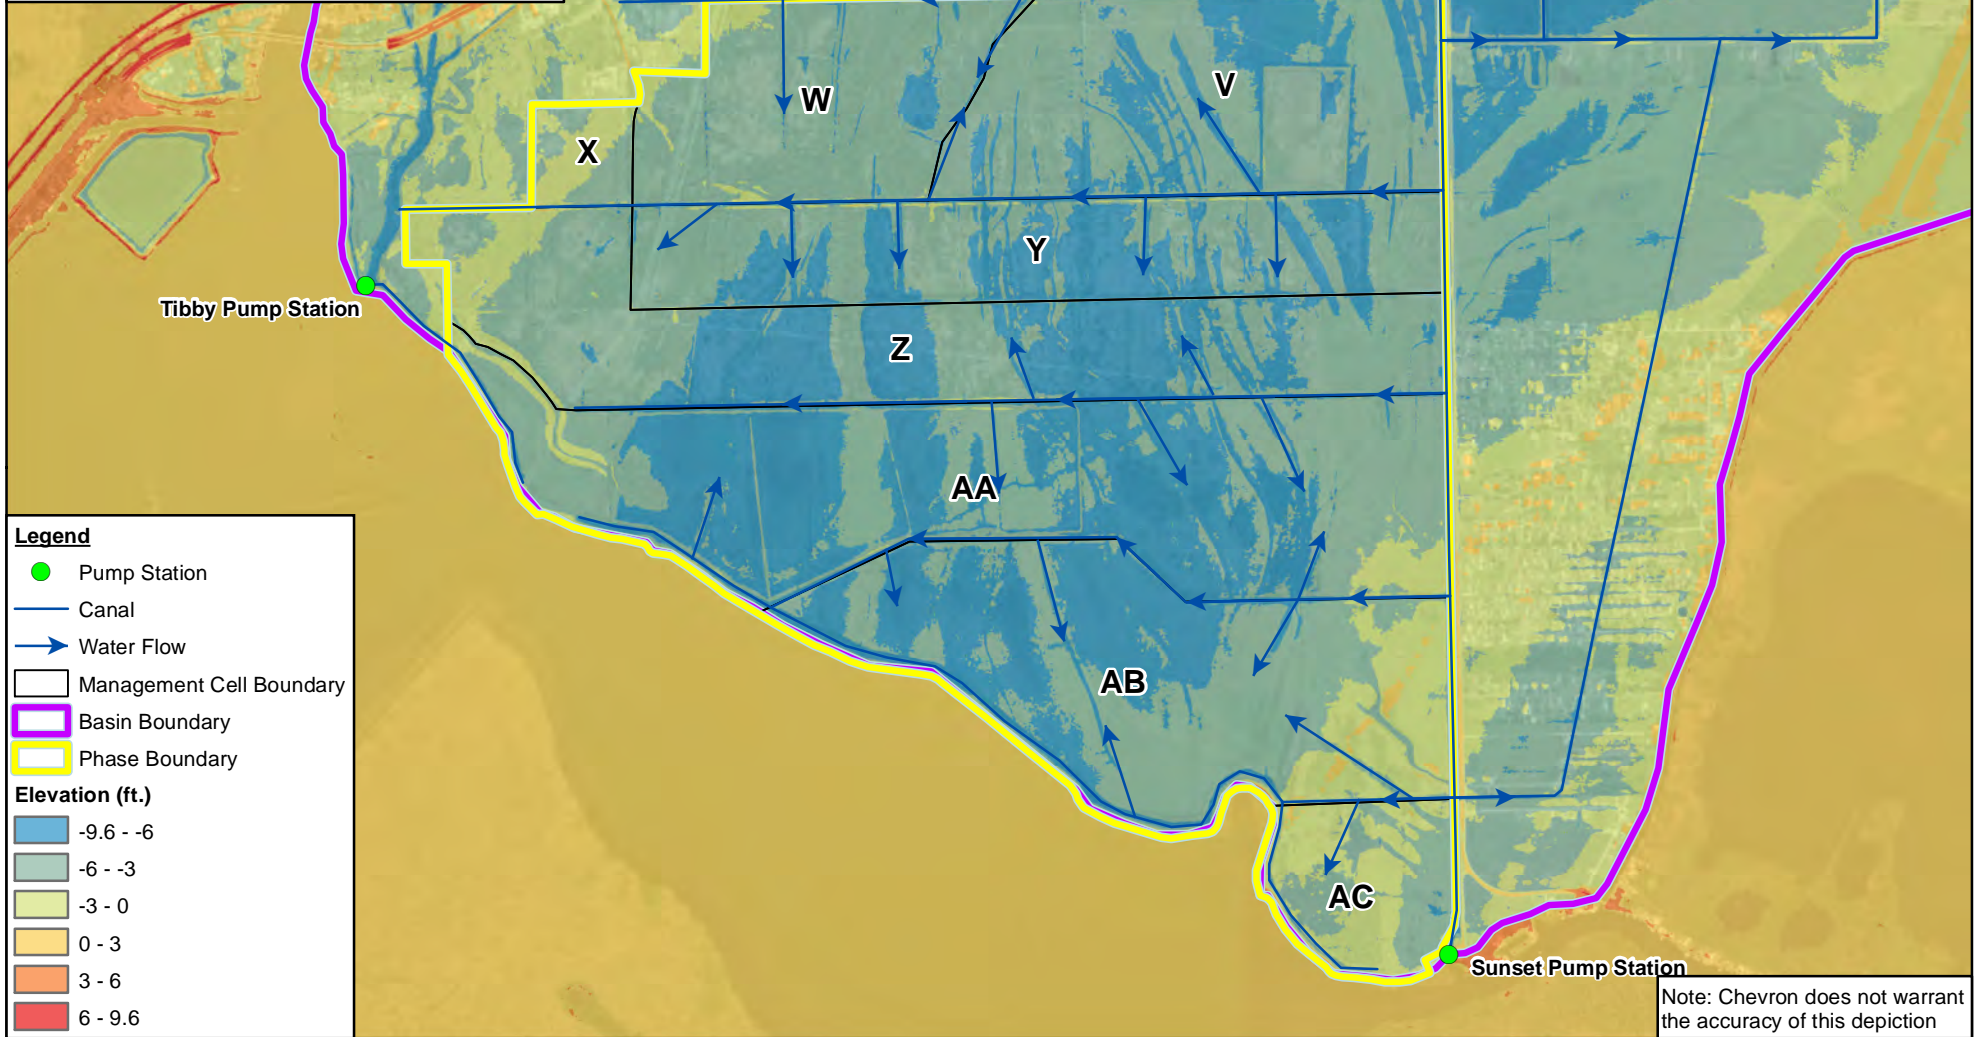 W
V
X
Y
Tibby Pump Station
Z
AA
AB
AC
Sunset Pump Station
Legend
Pump Station
Canal
Water Flow
Management Cell Boundary
Basin Boundary
Phase Boundary
Elevation (ft.)
-9.6 - -6
-6 - -3
-3 - 0
0 - 3
3 - 6
6 - 9.6
Note: Chevron does not warrant
the accuracy of this depiction